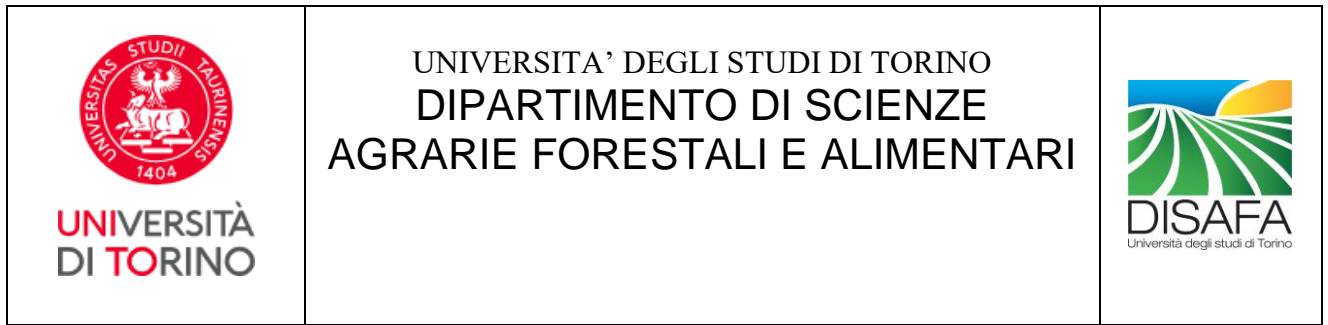 UNIVERSITAS STUDII TAURINENSIS
1404
UNIVERSITÀ
DI TORINO
UNIVERSITA’ DEGLI STUDI DI TORINO
DIPARTIMENTO DI SCIENZE
AGRARIE FORESTALI E ALIMENTARI
DISAFA
Università degli studi di Torino